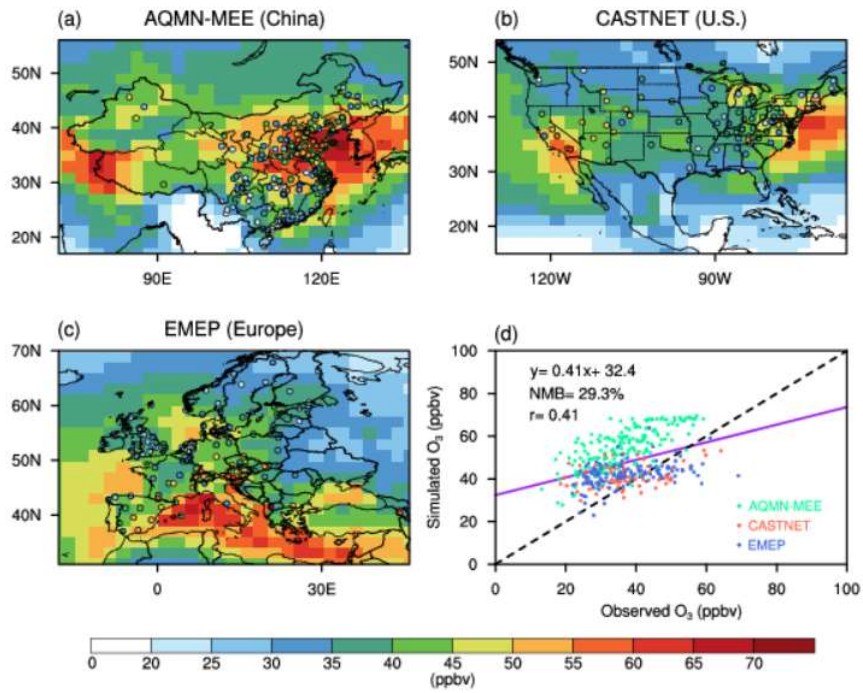 (a) AQMN-MEE (China)
50N
40N
30N
20N
90E 120E
(b) CASTNET (U.S.)
50N
40N
30N
20N
120W 90W
(c) EMEP (Europe)
70N
60N
50N
40N
0 30E
(d)
100
80
60
40
20
0
Simulated O3 (ppbv)
y= 0.41x+ 32.4
NMB= 29.3%
r= 0.41
AQMN-MEE
CASTNET
EMEP
0 20 40 60 80 100
Observed O3 (ppbv)
0 20 25 30 35 40 45 50 55 60 65 70
(ppbv)